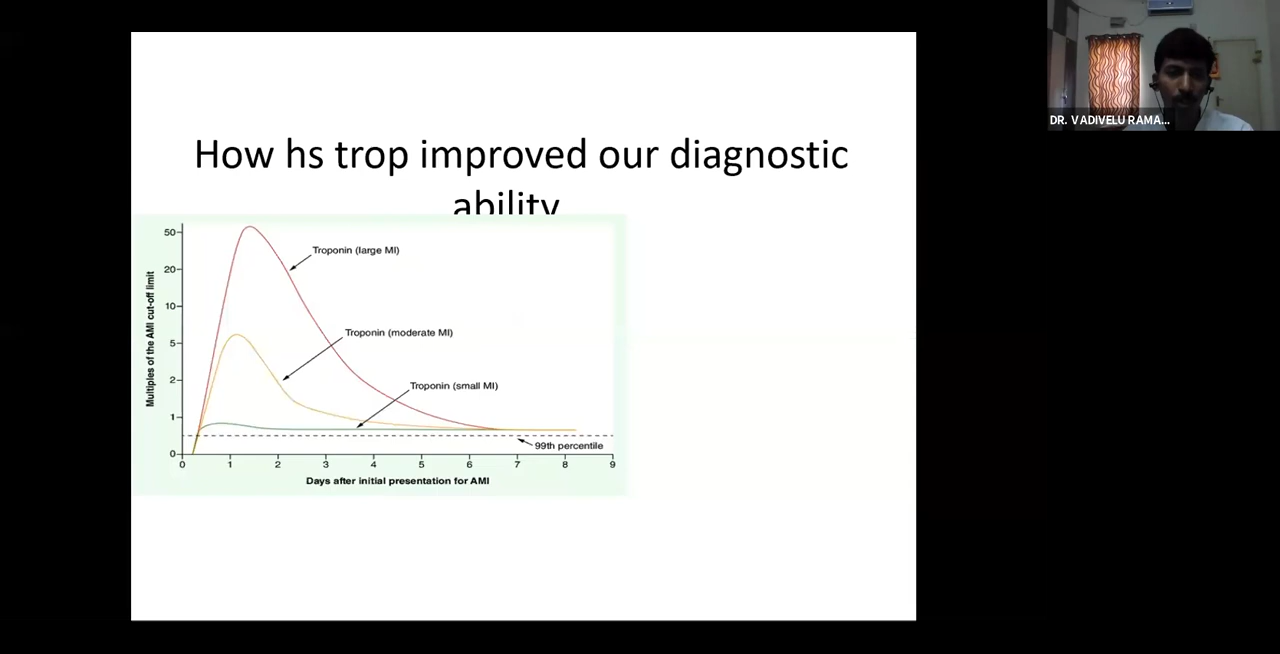 DR. VADIVELU RAMA...
How hs trop improved our diagnostic
ability
50
20
10
5
2
1
0
Multiples of the AMI cut-off limit
Troponin (large MI)
Troponin (moderate MI)
Troponin (small MI)
99th percentile
0 1 2 3 4 5 6 7 8 9
Days after initial presentation for AMI